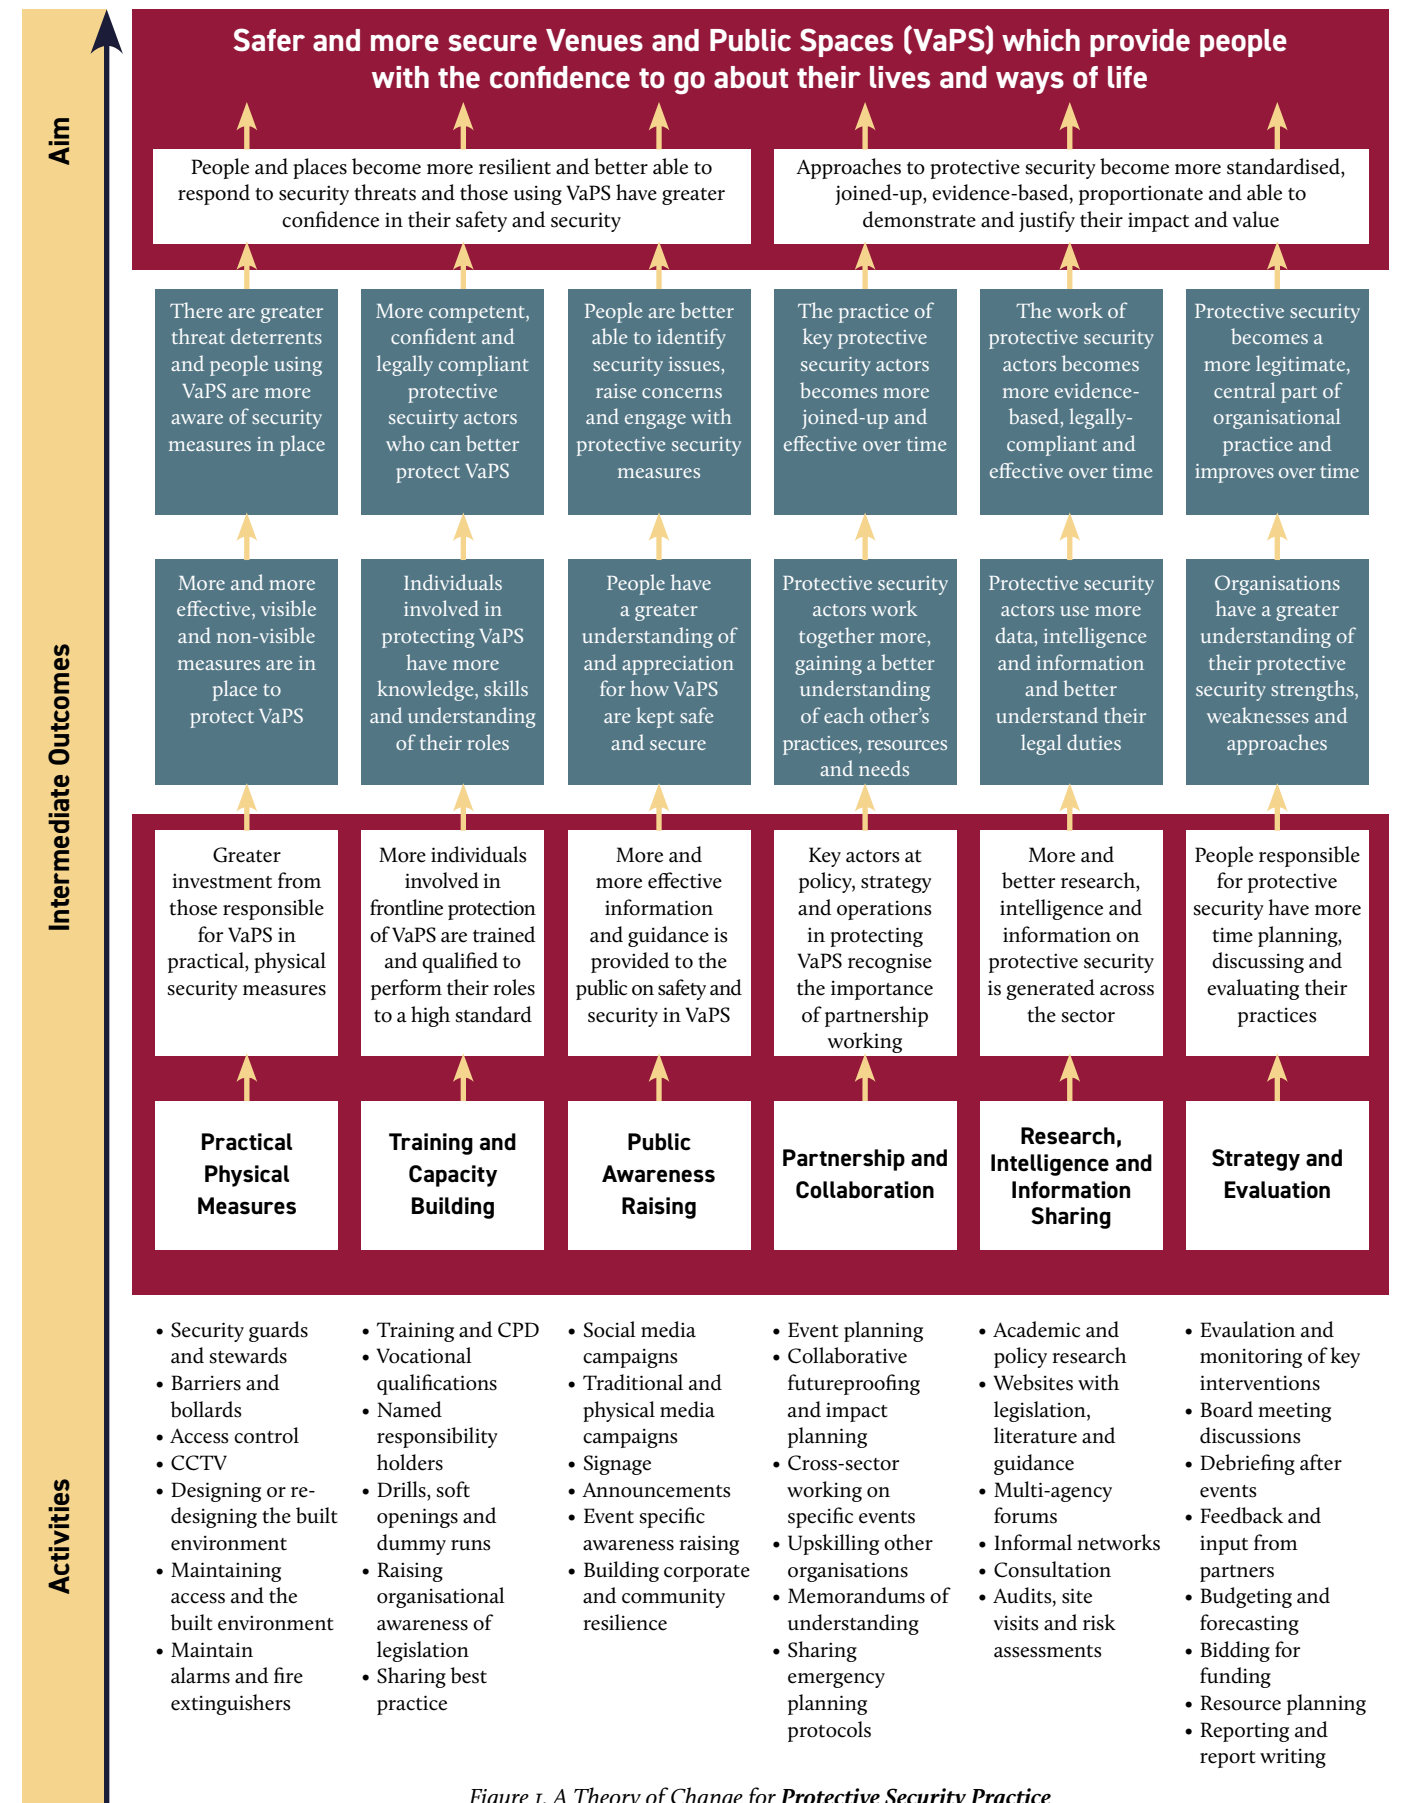 Safer and more secure Venues and Public Spaces (VaPS) which provide people
with the confidence to go about their lives and ways of life
Aim
People and places become more resilient and better able to
respond to security threats and those using VaPS have greater
confidence in their safety and security
Approaches to protective security become more standardised,
joined-up, evidence-based, proportionate and able to
demonstrate and justify their impact and value
Intermediate Outcomes
There are greater
threat deterrents
and people using
VaPS are more
aware of security
measures in place
More competent,
confident and
legally compliant
protective
secuirty actors
who can better
protect VaPS
People are better
able to identify
security issues,
raise concerns
and engage with
protective security
measures
The practice of
key protective
security actors
becomes more
joined-up and
effective over time
The work of
protective security
actors becomes
more evidence-
based, legally-
compliant and
effective over time
Protective security
becomes a
more legitimate,
central part of
organisational
practice and
improves over time
More and more
effective, visible
and non-visible
measures are in
place to
protect VaPS
Individuals
involved in
protecting VaPS
have more
knowledge, skills
and understanding
of their roles
People have
a greater
understanding of
and appreciation
for how VaPS
are kept safe
and secure
Protective security
actors work
together more,
gaining a better
understanding
of each other's
practices, resources
and needs
Protective security
actors use more
data, intelligence
and information
and better
understand their
legal duties
Organisations
have a greater
understanding of
their protective
security strengths,
weaknesses and
approaches
Greater
investment from
those responsible
for VaPS in
practical, physical
security measures
More individuals
involved in
frontline protection
of VaPS are trained
and qualified to
perform their roles
to a high standard
More and
more effective
information
and guidance is
provided to the
public on safety and
security in VaPS
Key actors at
policy, strategy
and operations
in protecting
VaPS recognise
the importance
of partnership
working
More and
better research,
intelligence and
information on
protective security
is generated across
the sector
People responsible
for protective
security have more
time planning,
discussing and
evaluating their
practices
Activities
Practical
Physical
Measures
Training and
Capacity
Building
Public
Awareness
Raising
Partnership and
Collaboration
Research,
Intelligence and
Information
Sharing
Strategy and
Evaluation
• Security guards
and stewards
• Barriers and
bollards
• Access control
• CCTV
• Designing or re-
designing the built
environment
• Maintaining
access and the
built environment
• Maintain
alarms and fire
extinguishers
• Training and CPD
• Vocational
qualifications
• Named
responsibility
holders
• Drills, soft
openings and
dummy runs
• Raising
organisational
awareness of
legislation
• Sharing best
practice
• Social media
campaigns
• Traditional and
physical media
campaigns
• Signage
• Announcements
• Event specific
awareness raising
• Building corporate
and community
resilience
• Event planning
• Collaborative
futureproofing
and impact
planning
• Cross-sector
working on
specific events
• Upskilling other
organisations
• Memorandums of
understanding
• Sharing
emergency
planning
protocols
• Academic and
policy research
• Websites with
legislation,
literature and
guidance
• Multi-agency
forums
• Informal networks
• Consultation
• Audits, site
visits and risk
assessments
• Evaulation and
monitoring of key
interventions
• Board meeting
discussions
• Debriefing after
events
• Feedback and
input from
partners
• Budgeting and
forecasting
• Bidding for
funding
• Resource planning
• Reporting and
report writing
Figure 1. A Theory of Change for Protective Security Practice